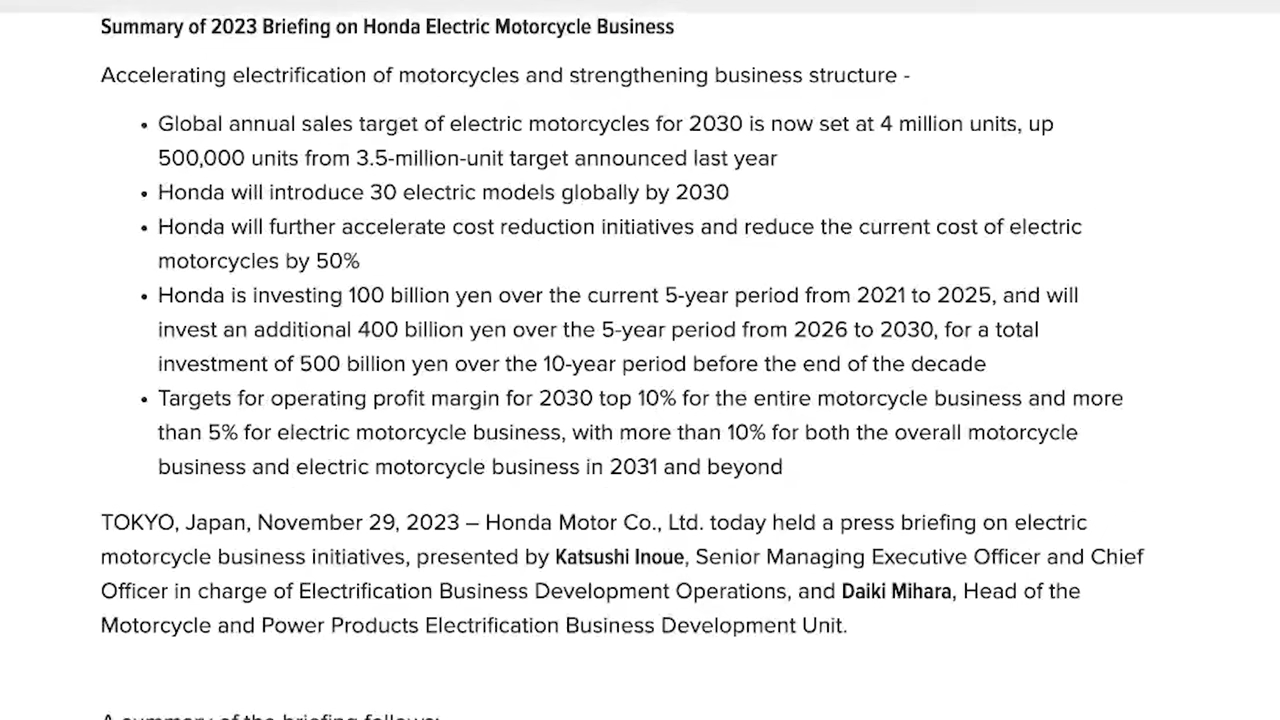 Summary of 2023 Briefing on Honda Electric Motorcycle Business
Accelerating electrification of motorcycles and strengthening business structure -
• Global annual sales target of electric motorcycles for 2030 is now set at 4 million units, up
500,000 units from 3.5-million-unit target announced last year
• Honda will introduce 30 electric models globally by 2030
• Honda will further accelerate cost reduction initiatives and reduce the current cost of electric
motorcycles by 50%
• Honda is investing 100 billion yen over the current 5-year period from 2021 to 2025, and will
invest an additional 400 billion yen over the 5-year period from 2026 to 2030, for a total
investment of 500 billion yen over the 10-year period before the end of the decade
• Targets for operating profit margin for 2030 top 10% for the entire motorcycle business and more
than 5% for electric motorcycle business, with more than 10% for both the overall motorcycle
business and electric motorcycle business in 2031 and beyond
TOKYO, Japan, November 29, 2023 – Honda Motor Co., Ltd. today held a press briefing on electric
motorcycle business initiatives, presented by Katsushi Inoue, Senior Managing Executive Officer and Chief
Officer in charge of Electrification Business Development Operations, and Daiki Mihara, Head of the
Motorcycle and Power Products Electrification Business Development Unit.
A summary of the briefing follows: